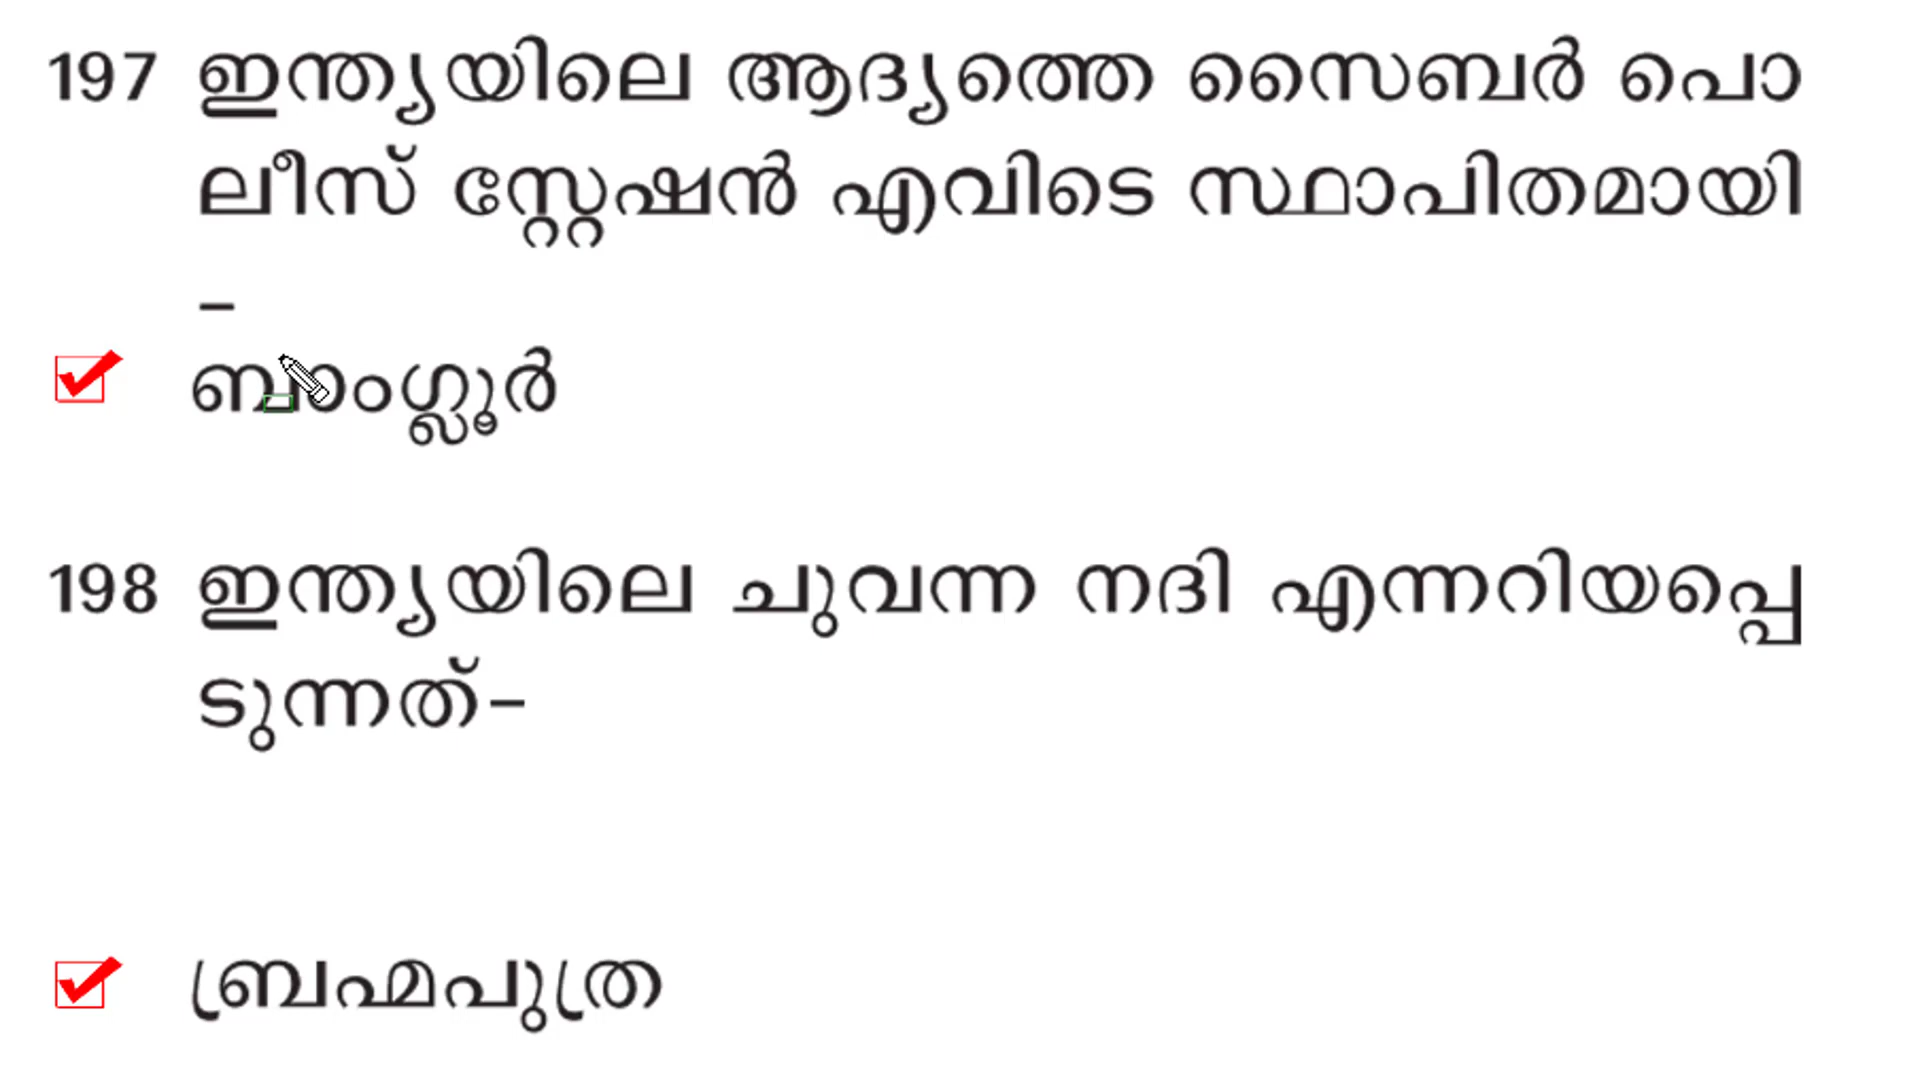 197 ഇന്ത്യയിലെ ആദ്യത്തെ സൈബർ പൊ
ലീസ് സ്റ്റേഷൻ എവിടെ സ്ഥാപിതമായി
–
ബാംഗ്ലൂർ
198 ഇന്ത്യയിലെ ചുവന്ന നദി എന്നറിയപ്പെ
ടുന്നത്–
ബ്രഹ്മപുത്ര